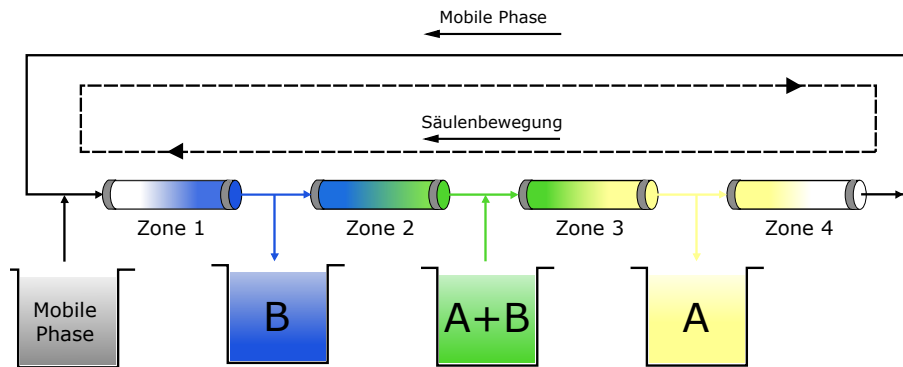 Mobile Phase
Säulenbewegung
Zone 1
Zone 2
Zone 3
Zone 4
Mobile
Phase
B
A+B
A